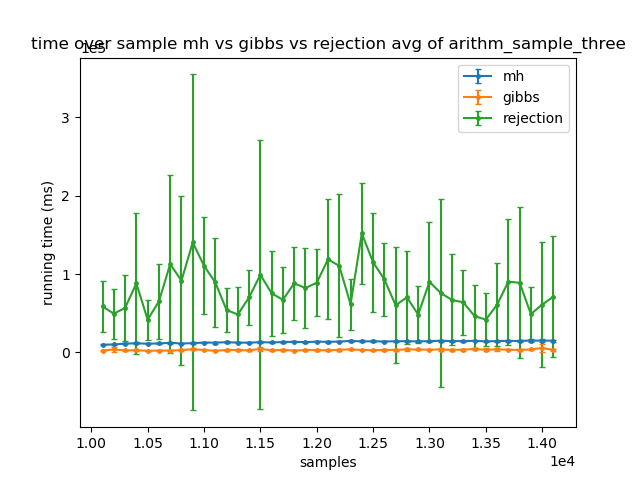 time over sample mh vs gibbs vs rejection avg of arithm_sample_three
1e5
mh
gibbs
rejection
3
2
1
0
running time (ms)
1.00 1.05 1.10 1.15 1.20 1.25 1.30 1.35 1.40
samples
1e4